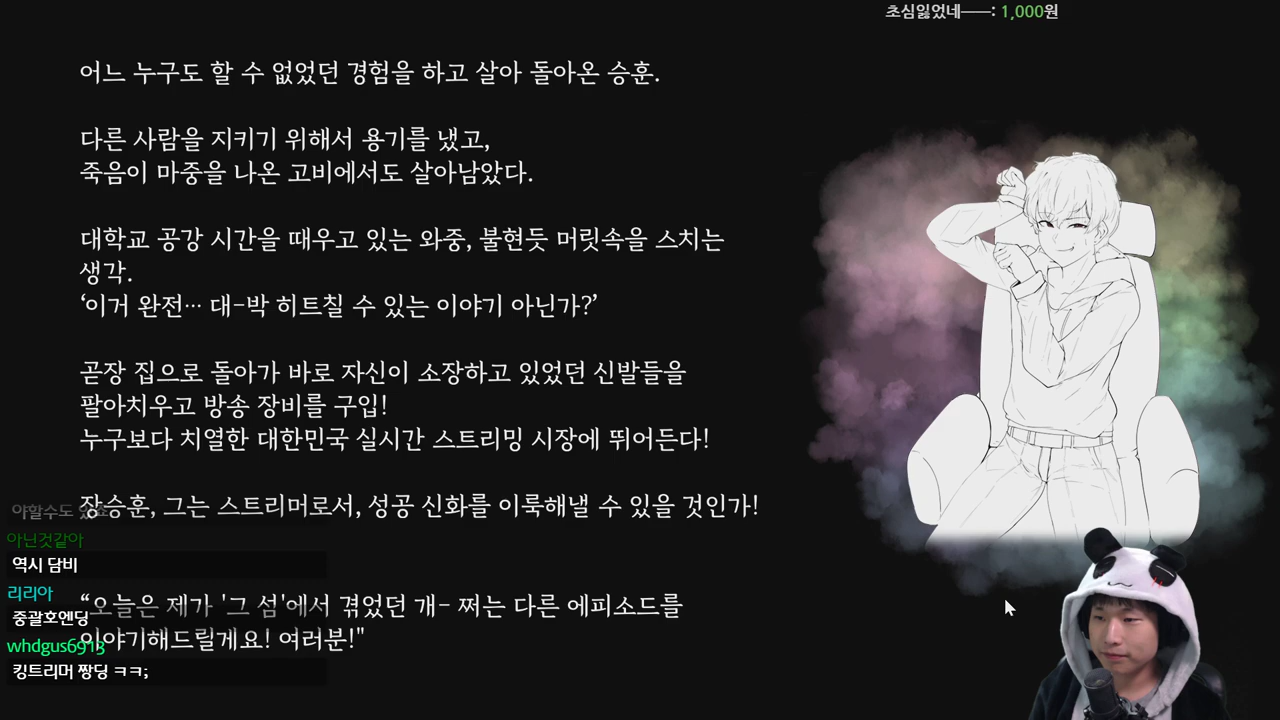 초심잃었네——: 1,000원
어느 누구도 할 수 없었던 경험을 하고 살아 돌아온 승훈.
다른 사람을 지키기 위해서 용기를 냈고,
죽음이 마중을 나온 고비에서도 살아남았다.
대학교 공강 시간을 때우고 있는 와중, 불현듯 머릿속을 스치는
생각.
‘이거 완전… 대-박 히트칠 수 있는 이야기 아닌가?’
곧장 집으로 돌아가 바로 자신이 소장하고 있었던 신발들을
팔아치우고 방송 장비를 구입!
누구보다 치열한 대한민국 실시간 스트리밍 시장에 뛰어든다!
장승훈, 그는 스트리머로서, 성공 신화를 이룩해낼 수 있을 것인가!
“오늘은 제가 '그 섬'에서 겪었던 개- 쩌는 다른 에피소드를
이야기해드릴게요! 여러분!"
야할수도
아닌것같아
역시 담비
리리아
중괄호엔딩
whdgus6913
킹트리머 짱딩 ㅋㅋ;